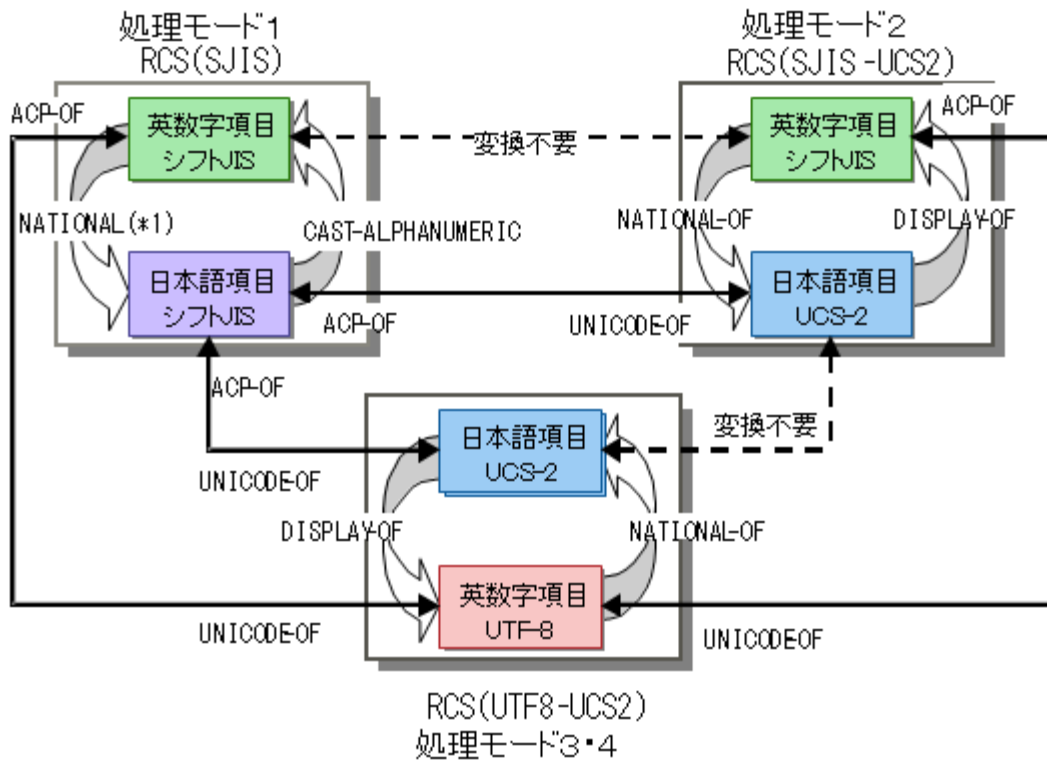 処理モード1
RCS(SJIS)
処理モード2
RCS(SJIS-UCS2)
ACP-OF
英数字項目
シフトJIS
変換不要
英数字項目
シフトJIS
ACP-OF
NATIONAL(*1)
CAST-ALPHANUMERIC
NATIONAL-OF
DISPLAY-OF
日本語項目
シフトJIS
日本語項目
UCS-2
ACP-OF
UNICODE-OF
ACP-OF
日本語項目
UCS-2
変換不要
UNICODE-OF
DISPLAY-OF
NATIONAL-OF
英数字項目
UTF-8
UNICODE-OF
UNICODE-OF
RCS(UTF8-UCS2)
処理モード3・4